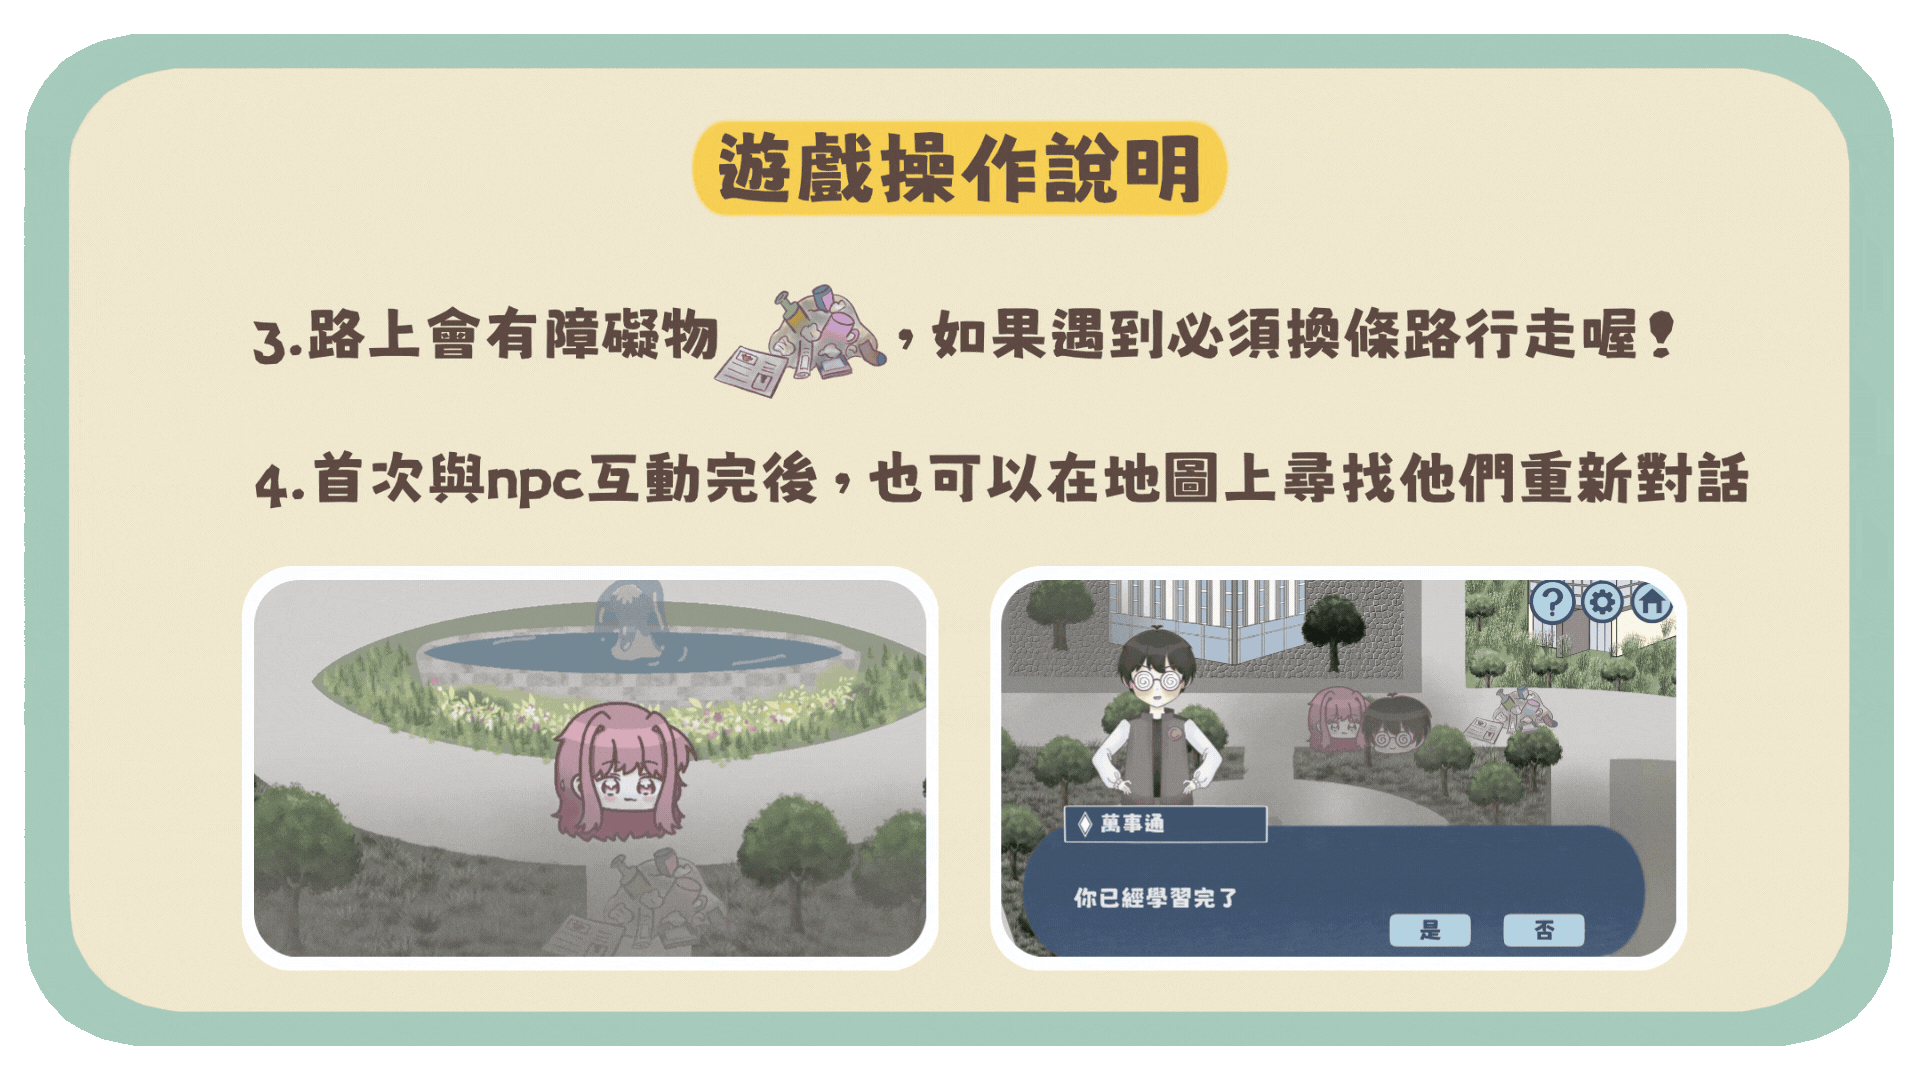 遊戲操作說明
3.路上會有障礙物，如果遇到必須換條路行走喔！
4.首次與npc互動完後，也可以在地圖上尋找他們重新對話
?
萬事通
你已經學習完了
是
否